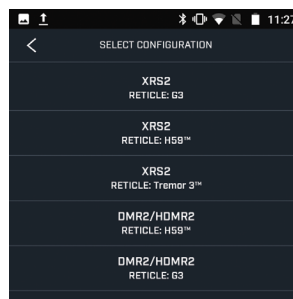 11:27
SELECT CONFIGURATION
XRS2
RETICLE: G3
XRS2
RETICLE: H59™
XRS2
RETICLE: Tremor 3™
DMR2/HDMR2
RETICLE: H59™
DMR2/HDMR2
RETICLE: G3